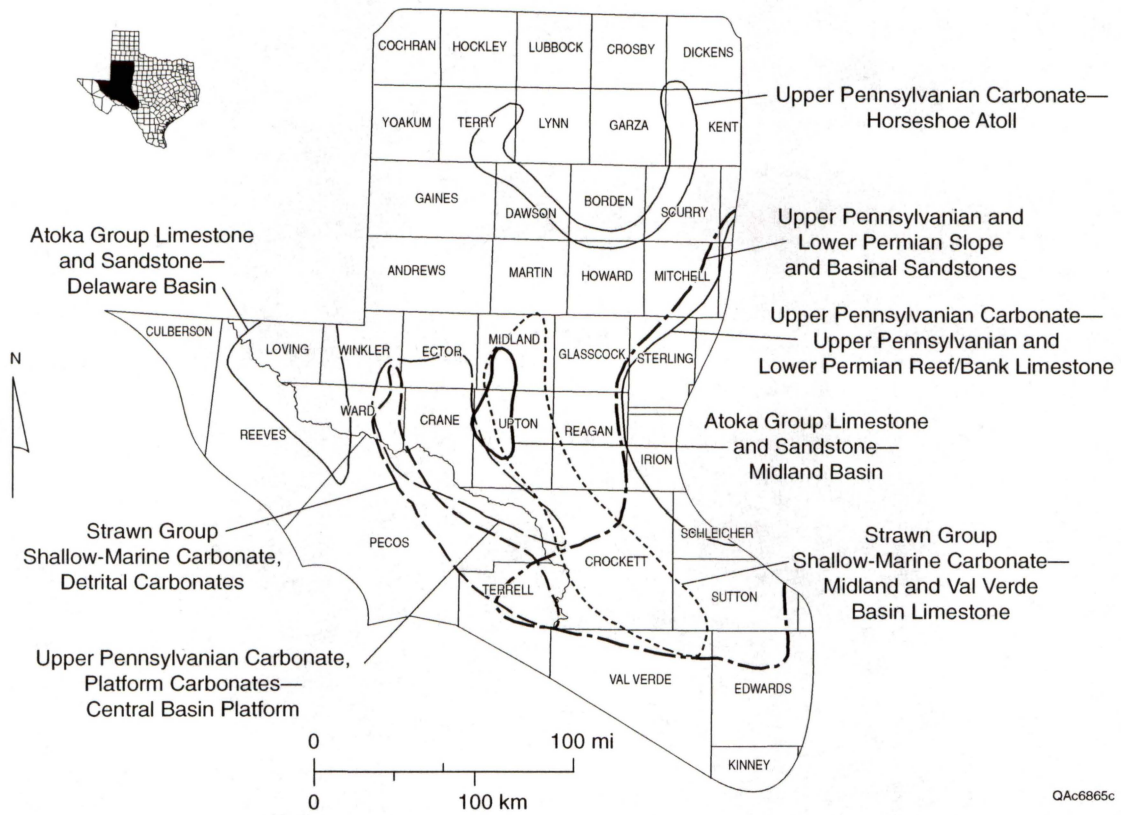 COCHRAN HOCKLEY LUBBOCK CROSBY DICKENS
YOAKUM TERRY LYNN GARZA KENT
Upper Pennsylvanian Carbonate—
Horseshoe Atoll
GAINES DAWSON BORDEN SCURRY
Upper Pennsylvanian and
Lower Permian Slope
and Basinal Sandstones
Atoka Group Limestone
and Sandstone—
Delaware Basin
ANDREWS MARTIN HOWARD MITCHELL
Upper Pennsylvanian Carbonate—
Upper Pennsylvanian and
Lower Permian Reef/Bank Limestone
CULBERSON LOVING WINKLER ECTOR MIDLAND GLASSCOCK STERLING
N
REEVES WARD CRANE UPTON REAGAN IRION
Atoka Group Limestone
and Sandstone—
Midland Basin
Strawn Group
Shallow-Marine Carbonate,
Detrital Carbonates
PECOS CROCKETT SCHLEICHER
Strawn Group
Shallow-Marine Carbonate—
Midland and Val Verde
Basin Limestone
TERRELL SUTTON
Upper Pennsylvanian Carbonate,
Platform Carbonates—
Central Basin Platform
VAL VERDE EDWARDS
KINNEY
0 100 mi
0 100 km
QAc6865c